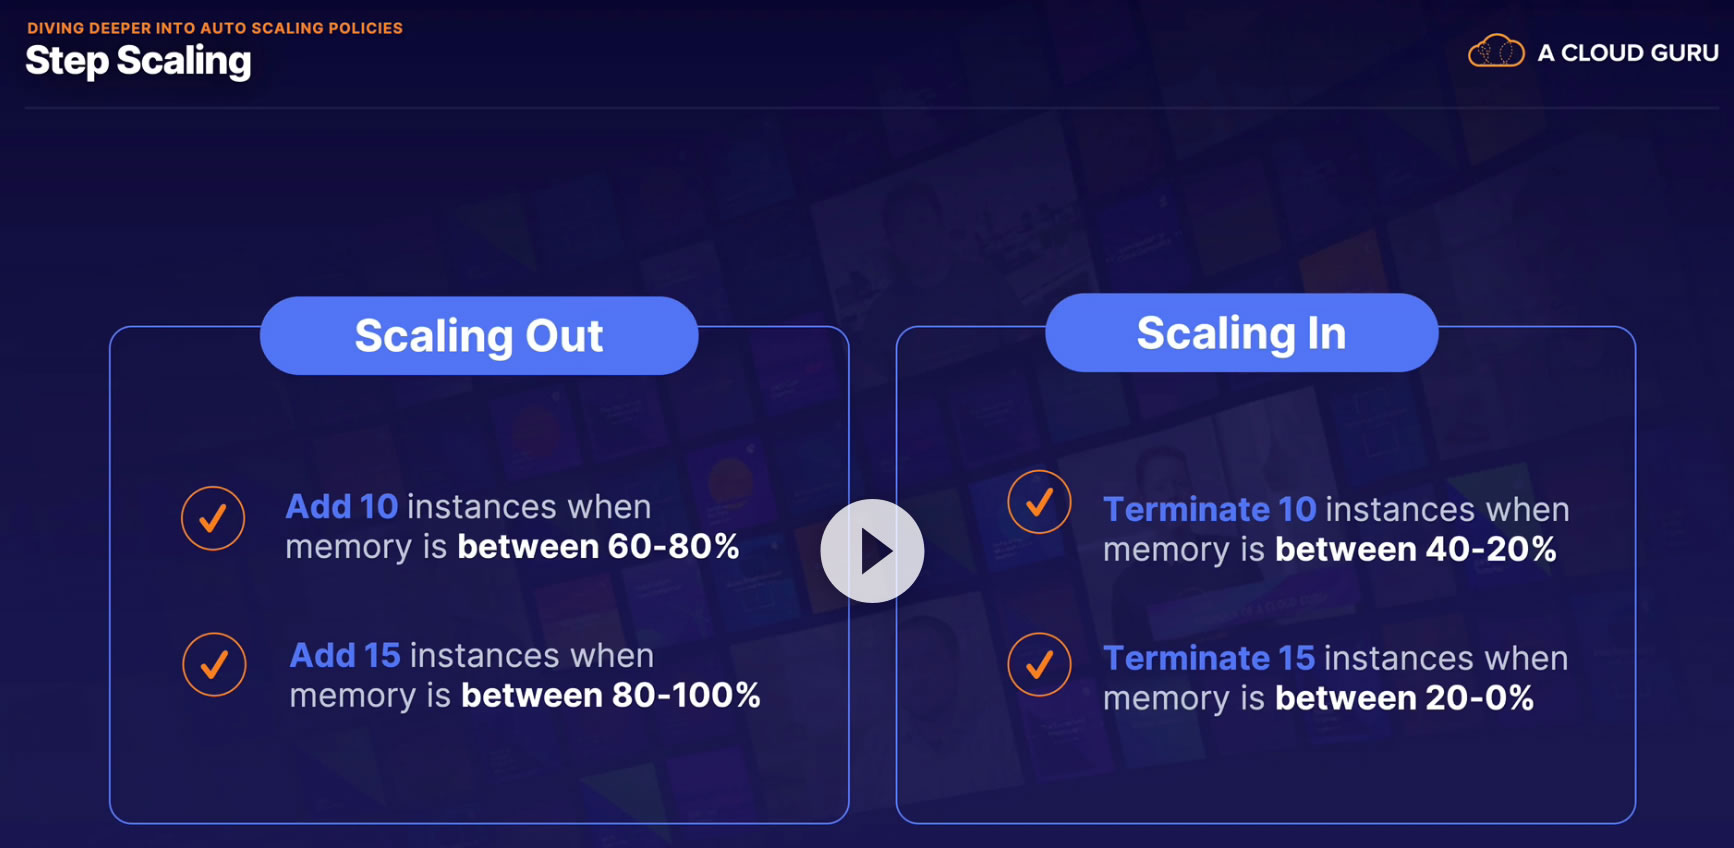 DIVING DEEPER INTO AUTO SCALING POLICIES
Step Scaling
A CLOUD GURU
Scaling Out
Add 10 instances when
memory is between 60-80%
Add 15 instances when
memory is between 80-100%
Scaling In
Terminate 10 instances when
memory is between 40-20%
Terminate 15 instances when
memory is between 20-0%